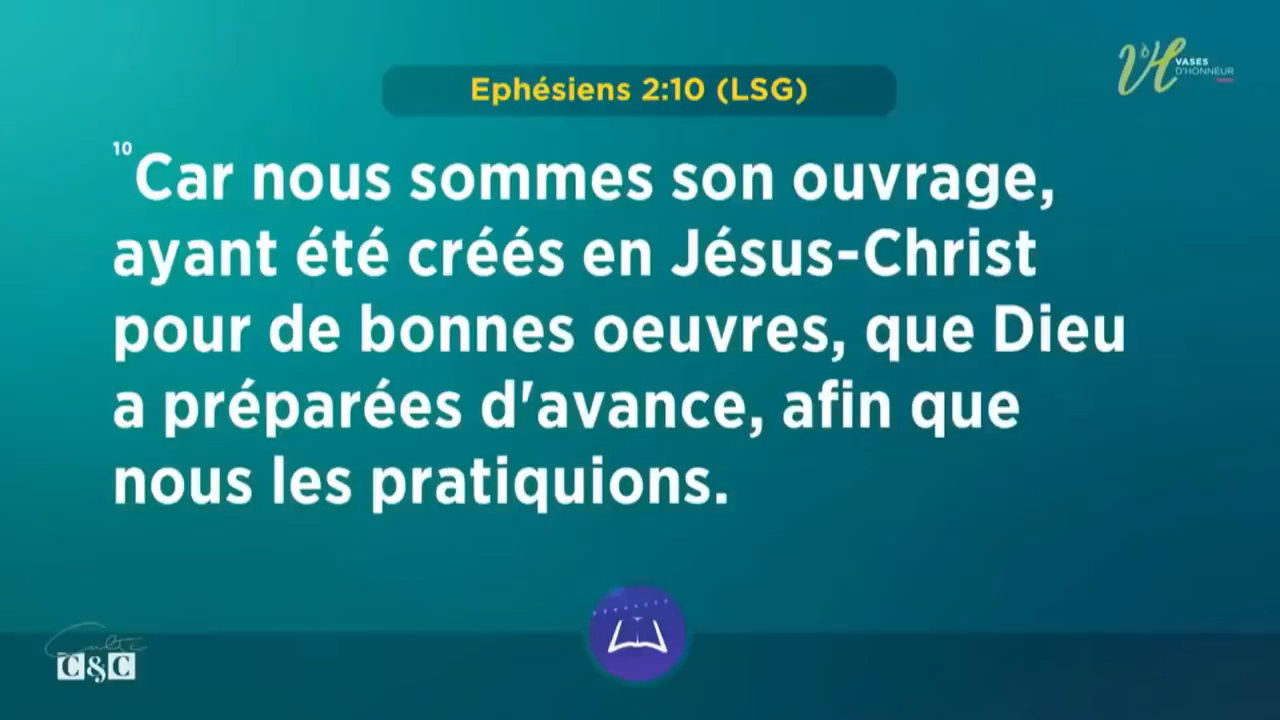 Ephésiens 2:10 (LSG)
VASES
D'HONNEUR
10 Car nous sommes son ouvrage,
ayant été créés en Jésus-Christ
pour de bonnes oeuvres, que Dieu
a préparées d'avance, afin que
nous les pratiquions.
Culte
C&C